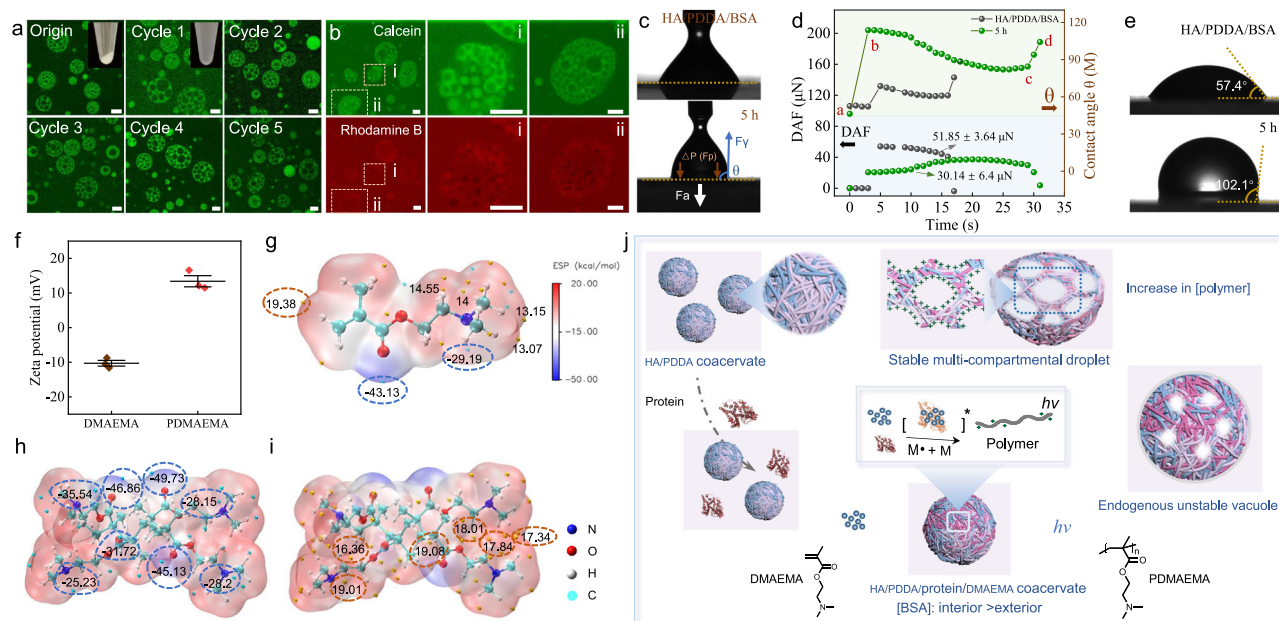 a
Origin
Cycle 1
Cycle 2
Cycle 3
Cycle 4
Cycle 5
b
Calcein
i
ii
i
ii
Rhodamine B
i
ii
i
ii
c
HA/PDDA/BSA
5 h
Fγ
△P (Fp)
θ
Fa
d
HA/PDDA/BSA
5 h
DAF (μN)
200
160
120
80
40
0
a
b
c
d
θ
DAF
51.85 ± 3.64 μN
30.14 ± 6.4 μN
120
90
60
30
0
Contact angle θ (M)
0 5 10 15 20 25 30 35
Time (s)
e
HA/PDDA/BSA
57.4°
5 h
102.1°
f
Zeta potential (mV)
20
10
0
-10
-20
DMAEMA PDMAEMA
g
19.38
14.55
14
13.15
13.07
-29.19
-43.13
ESP (kcal/mol)
20.00
-15.00
-50.00
h
-35.54
-46.86
-49.73
-28.15
-31.72
-25.23
-45.13
-28.2
i
16.36
19.01
19.08
18.01
17.84
17.34
N
O
H
C
j
HA/PDDA coacervate
Stable multi-compartmental droplet
Increase in [polymer]
Protein
[ ]*
M• + M
hv
Polymer
Endogenous unstable vacuole
hv
HA/PDDA/protein/DMAEMA coacervate
[BSA]: interior >exterior
DMAEMA
O
O
N
PDMAEMA
n
O
O
N